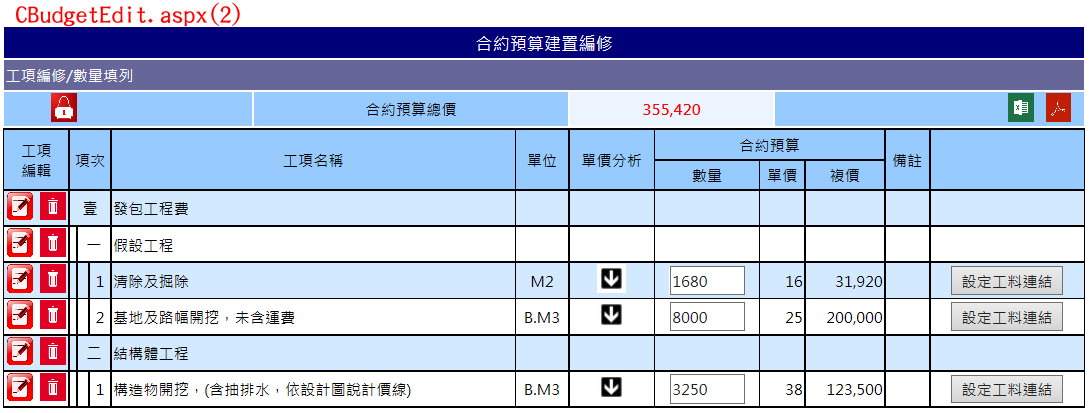 CBudgetEdit.aspx(2)
合約預算建置編修
工項編修/數量填列
合約預算總價 355,420
工項編輯 項次 工項名稱 單位 單價分析 合約預算 備註
數量 單價 複價
壹 發包工程費
一 假設工程
1 清除及掘除 M2 1680 16 31,920 設定工料連結
2 基地及路幅開挖，未含運費 B.M3 8000 25 200,000 設定工料連結
二 結構體工程
1 構造物開挖，(含抽排水，依設計圖說計價線) B.M3 3250 38 123,500 設定工料連結